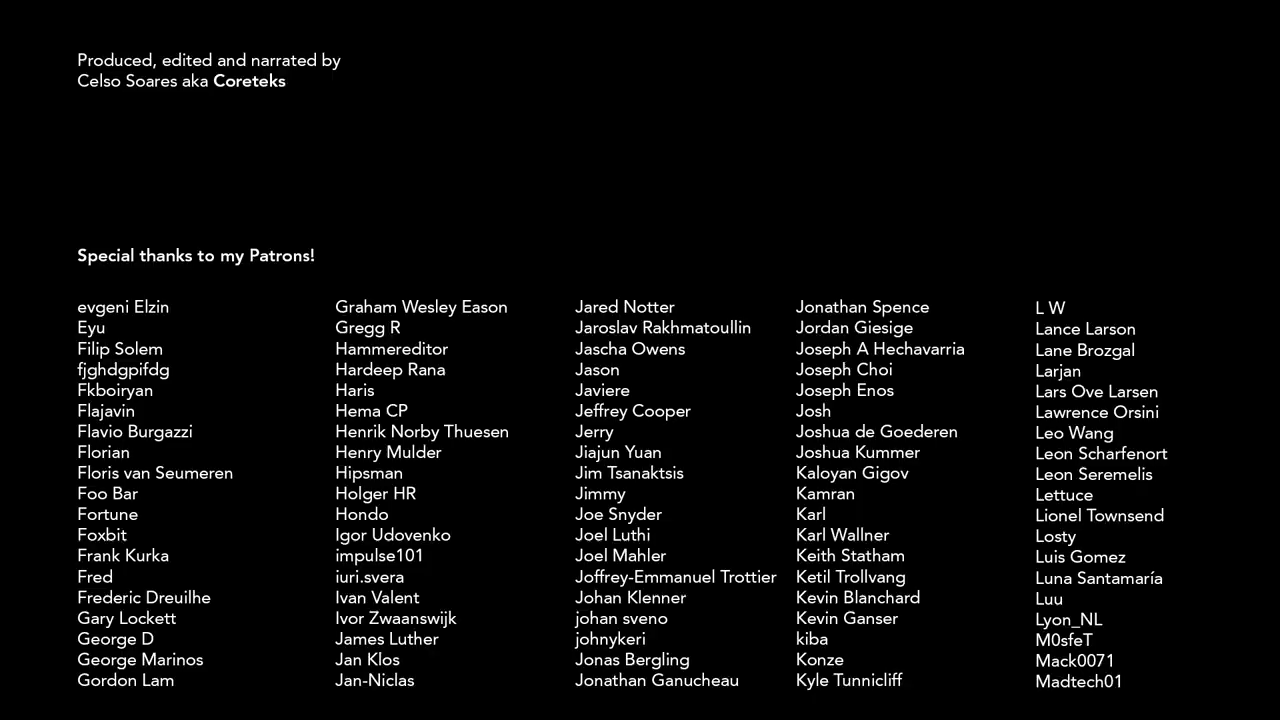 Produced, edited and narrated by
Celso Soares aka Coreteks
Special thanks to my Patrons!
evgeni Elzin
Eyu
Filip Solem
fjghdgpifdg
Fkboiryan
Flajavin
Flavio Burgazzi
Florian
Floris van Seumeren
Foo Bar
Fortune
Foxbit
Frank Kurka
Fred
Frederic Dreuilhe
Gary Lockett
George D
George Marinos
Gordon Lam
Graham Wesley Eason
Gregg R
Hammereditor
Hardeep Rana
Haris
Hema CP
Henrik Norby Thuesen
Henry Mulder
Hipsman
Holger HR
Hondo
Igor Udovenko
impulse101
iuri.svera
Ivan Valent
Ivor Zwaanswijk
James Luther
Jan Klos
Jan-Niclas
Jared Notter
Jaroslav Rakhmatoullin
Jascha Owens
Jason
Javiere
Jeffrey Cooper
Jerry
Jiajun Yuan
Jim Tsanaktsis
Jimmy
Joe Snyder
Joel Luthi
Joel Mahler
Joffrey-Emmanuel Trottier
Johan Klenner
johan sveno
johnykeri
Jonas Bergling
Jonathan Ganucheau
Jonathan Spence
Jordan Giesige
Joseph A Hechavarria
Joseph Choi
Joseph Enos
Josh
Joshua de Goederen
Joshua Kummer
Kaloyan Gigov
Kamran
Karl
Karl Wallner
Keith Statham
Ketil Trollvang
Kevin Blanchard
Kevin Ganser
kiba
Konze
Kyle Tunnicliff
L W
Lance Larson
Lane Brozgal
Larjan
Lars Ove Larsen
Lawrence Orsini
Leo Wang
Leon Scharfenort
Leon Seremelis
Lettuce
Lionel Townsend
Losty
Luis Gomez
Luna Santamaría
Luu
Lyon_NL
M0sfeT
Mack0071
Madtech01